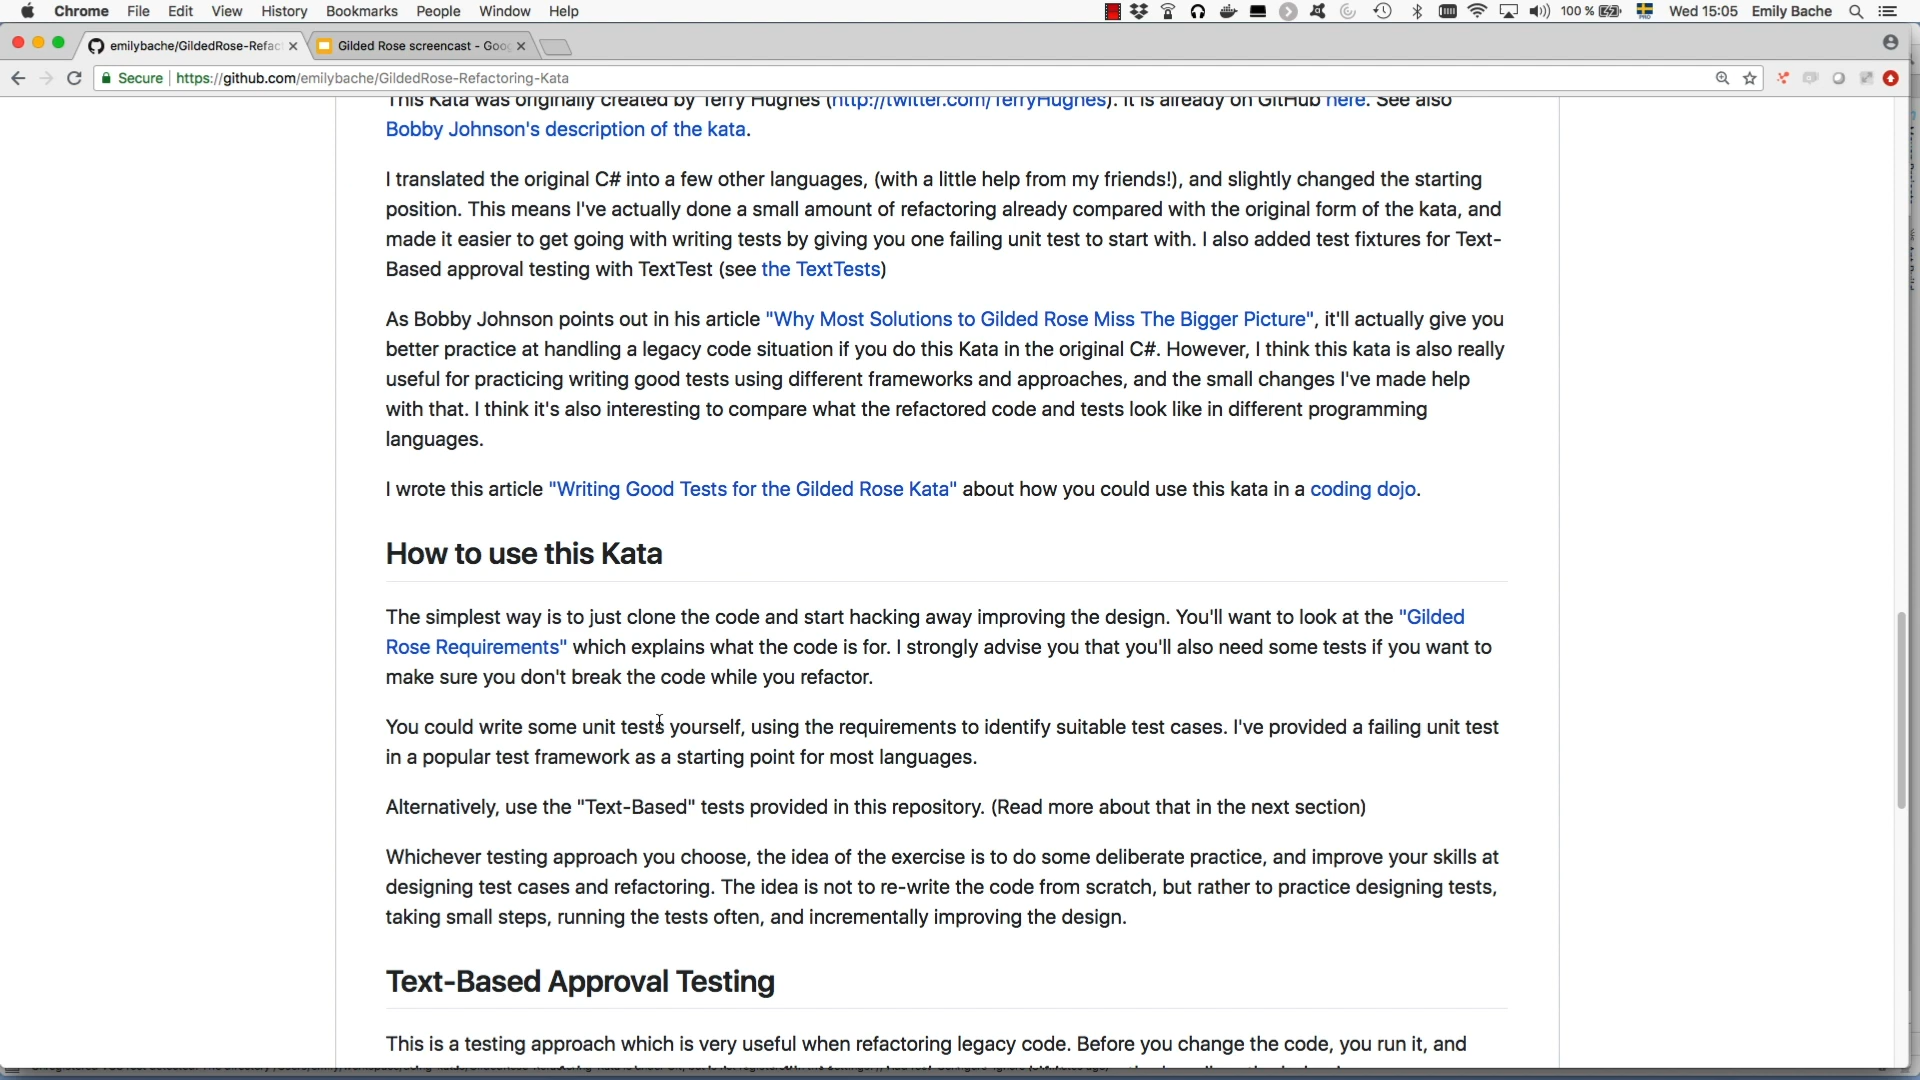 Chrome File Edit View History Bookmarks People Window Help 100 % Wed 15:05 Emily Bache
emilybache/GildedRose-Refac Gilded Rose screencast - Goo
Secure https://github.com/emilybache/GildedRose-Refactoring-Kata
This Kata was originally created by Terry Hughes (http://twitter.com/TerryHughes). It is already on GitHub here. See also
Bobby Johnson's description of the kata.
I translated the original C# into a few other languages, (with a little help from my friends!), and slightly changed the starting
position. This means I've actually done a small amount of refactoring already compared with the original form of the kata, and
made it easier to get going with writing tests by giving you one failing unit test to start with. I also added test fixtures for Text-
Based approval testing with TextTest (see the TextTests)
As Bobby Johnson points out in his article "Why Most Solutions to Gilded Rose Miss The Bigger Picture", it'll actually give you
better practice at handling a legacy code situation if you do this Kata in the original C#. However, I think this kata is also really
useful for practicing writing good tests using different frameworks and approaches, and the small changes I've made help
with that. I think it's also interesting to compare what the refactored code and tests look like in different programming
languages.
I wrote this article "Writing Good Tests for the Gilded Rose Kata" about how you could use this kata in a coding dojo.
How to use this Kata
The simplest way is to just clone the code and start hacking away improving the design. You'll want to look at the "Gilded
Rose Requirements" which explains what the code is for. I strongly advise you that you'll also need some tests if you want to
make sure you don't break the code while you refactor.
You could write some unit tests yourself, using the requirements to identify suitable test cases. I've provided a failing unit test
in a popular test framework as a starting point for most languages.
Alternatively, use the "Text-Based" tests provided in this repository. (Read more about that in the next section)
Whichever testing approach you choose, the idea of the exercise is to do some deliberate practice, and improve your skills at
designing test cases and refactoring. The idea is not to re-write the code from scratch, but rather to practice designing tests,
taking small steps, running the tests often, and incrementally improving the design.
Text-Based Approval Testing
This is a testing approach which is very useful when refactoring legacy code. Before you change the code, you run it, and